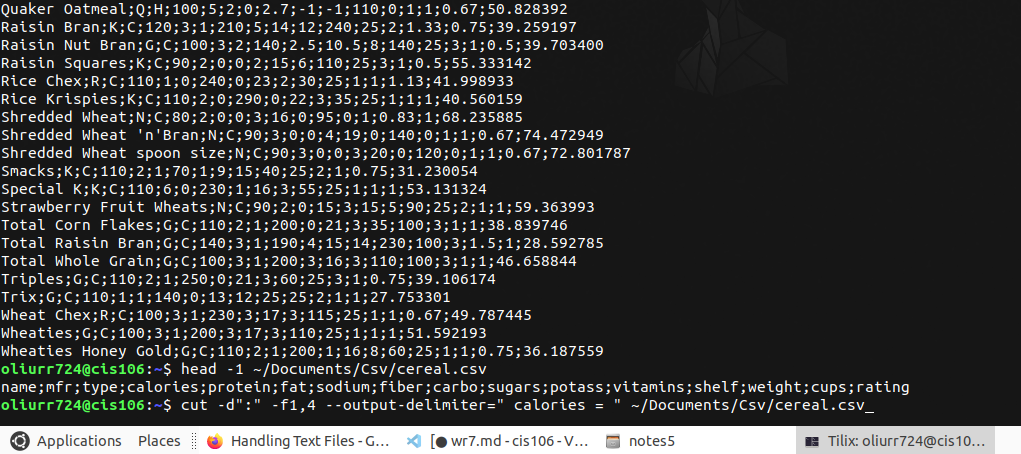 Quaker Oatmeal;Q;H;100;5;2;0;2.7;-1;-1;110;0;1;1;0.67;50.828392
Raisin Bran;K;C;120;3;1;210;5;14;12;240;25;2;1.33;0.75;39.259197
Raisin Nut Bran;G;C;100;3;2;140;2.5;10.5;8;140;25;3;1;0.5;39.703400
Raisin Squares;K;C;90;2;0;0;2;15;6;110;25;3;1;0.5;55.333142
Rice Chex;R;C;110;1;0;240;0;23;2;30;25;1;1;1.13;41.998933
Rice Krispies;K;C;110;2;0;290;0;22;3;35;25;1;1;1;40.560159
Shredded Wheat;N;C;80;2;0;0;3;16;0;95;0;1;0.83;1;68.235885
Shredded Wheat 'n'Bran;N;C;90;3;0;0;4;19;0;140;0;1;1;0.67;74.472949
Shredded Wheat spoon size;N;C;90;3;0;0;3;20;0;120;0;1;1;0.67;72.801787
Smacks;K;C;110;2;1;70;1;9;15;40;25;2;1;0.75;31.230054
Special K;K;C;110;6;0;230;1;16;3;55;25;1;1;1;53.131324
Strawberry Fruit Wheats;N;C;90;2;0;15;3;15;5;90;25;2;1;1;59.363993
Total Corn Flakes;G;C;110;2;1;200;0;21;3;35;100;3;1;1;38.839746
Total Raisin Bran;G;C;140;3;1;190;4;15;14;230;100;3;1.5;1;28.592785
Total Whole Grain;G;C;100;3;1;200;3;16;3;110;100;3;1;1;46.658844
Triples;G;C;110;2;1;250;0;21;3;60;25;3;1;0.75;39.106174
Trix;G;C;110;1;1;140;0;13;12;25;25;2;1;1;27.753301
Wheat Chex;R;C;100;3;1;230;3;17;3;115;25;1;1;0.67;49.787445
Wheaties;G;C;100;3;1;200;3;17;3;110;25;1;1;1;51.592193
Wheaties Honey Gold;G;C;110;2;1;200;1;16;8;60;25;1;1;0.75;36.187559
oliurr724@cis106:~$ head -1 ~/Documents/Csv/cereal.csv
name;mfr;type;calories;protein;fat;sodium;fiber;carbo;sugars;potass;vitamins;shelf;weight;cups;rating
oliurr724@cis106:~$ cut -d":" -f1,4 --output-delimiter=" calories = " ~/Documents/Csv/cereal.csv_
Applications Places Handling Text Files - G... [● wr7.md - cis106 - V... notes5 Tilix: oliurr724@cis10...